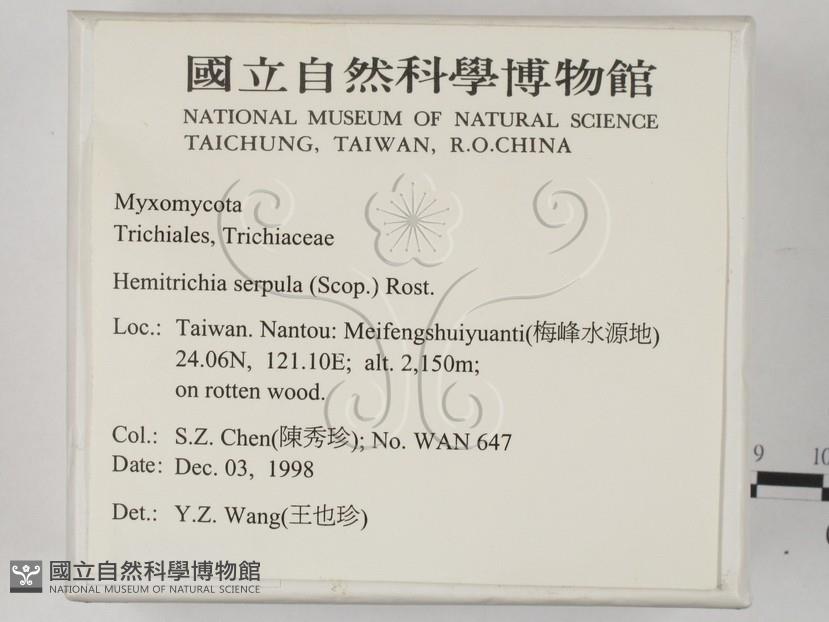 國立自然科學博物館
NATIONAL MUSEUM OF NATURAL SCIENCE
TAICHUNG, TAIWAN, R.O.CHINA
Myxomycota
Trichiales, Trichiaceae
Hemitrichia serpula (Scop.) Rost.
Loc.: Taiwan. Nantou: Meifengshuiyuanti(梅峰水源地)
24.06N, 121.10E; alt. 2,150m;
on rotten wood.
Col.: S.Z. Chen(陳秀珍); No. WAN 647
Date: Dec. 03, 1998
Det.: Y.Z. Wang(王也珍)
9 10
國立自然科學博物館
NATIONAL MUSEUM OF NATURAL SCIENCE